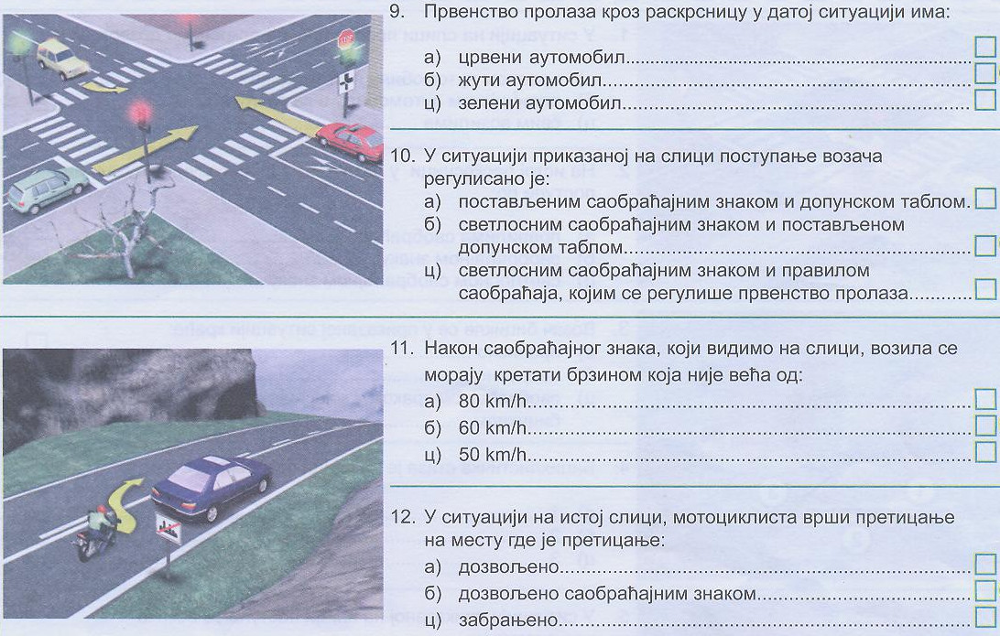 9. Првенство пролаза кроз раскрсницу у датој ситуацији има:
а) црвени аутомобил
б) жути аутомобил
ц) зелени аутомобил
10. У ситуацији приказаној на слици поступање возача
регулисано је:
а) постављеним саобраћајним знаком и допунском таблом.
б) светлосним саобраћајним знаком и постављеном
допунском таблом
ц) светлосним саобраћајним знаком и правилом
саобраћаја, којим се регулише првенство пролаза
11. Након саобраћајног знака, који видимо на слици, возила се
морају кретати брзином која није већа од:
а) 80 km/h
б) 60 km/h
ц) 50 km/h
12. У ситуацији на истој слици, мотоциклиста врши претицање
на месту где је претицање:
а) дозвољено
б) дозвољено саобраћајним знаком
ц) забрањено